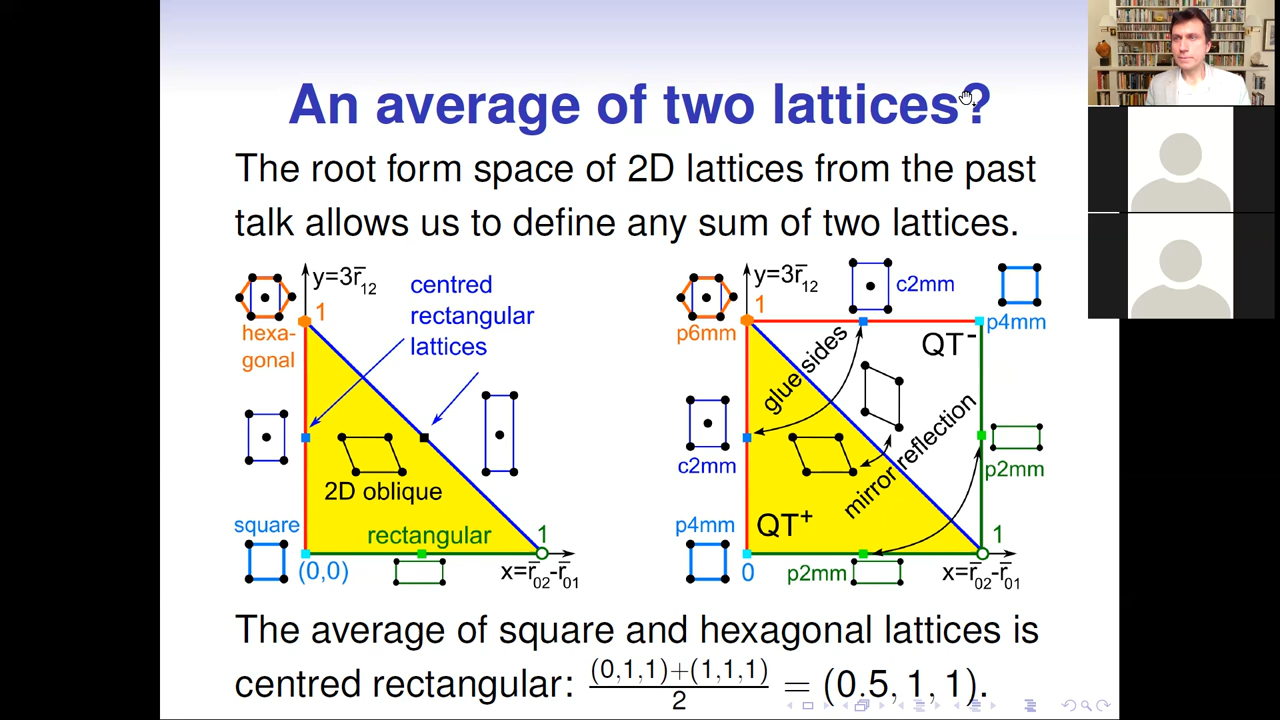 An average of two lattices?
The root form space of 2D lattices from the past
talk allows us to define any sum of two lattices.
y=3r̅12
1
hexa-
gonal
centred
rectangular
lattices
2D oblique
square
rectangular
1
(0,0)
x=r̅02-r̅01
y=3r̅12
1
p6mm
c2mm
p4mm
QT-
glue sides
c2mm
mirror reflection
p2mm
p4mm
QT+
1
0
p2mm
x=r̅02-r̅01
The average of square and hexagonal lattices is
centred rectangular: (0,1,1)+(1,1,1)/2 = (0.5, 1, 1).